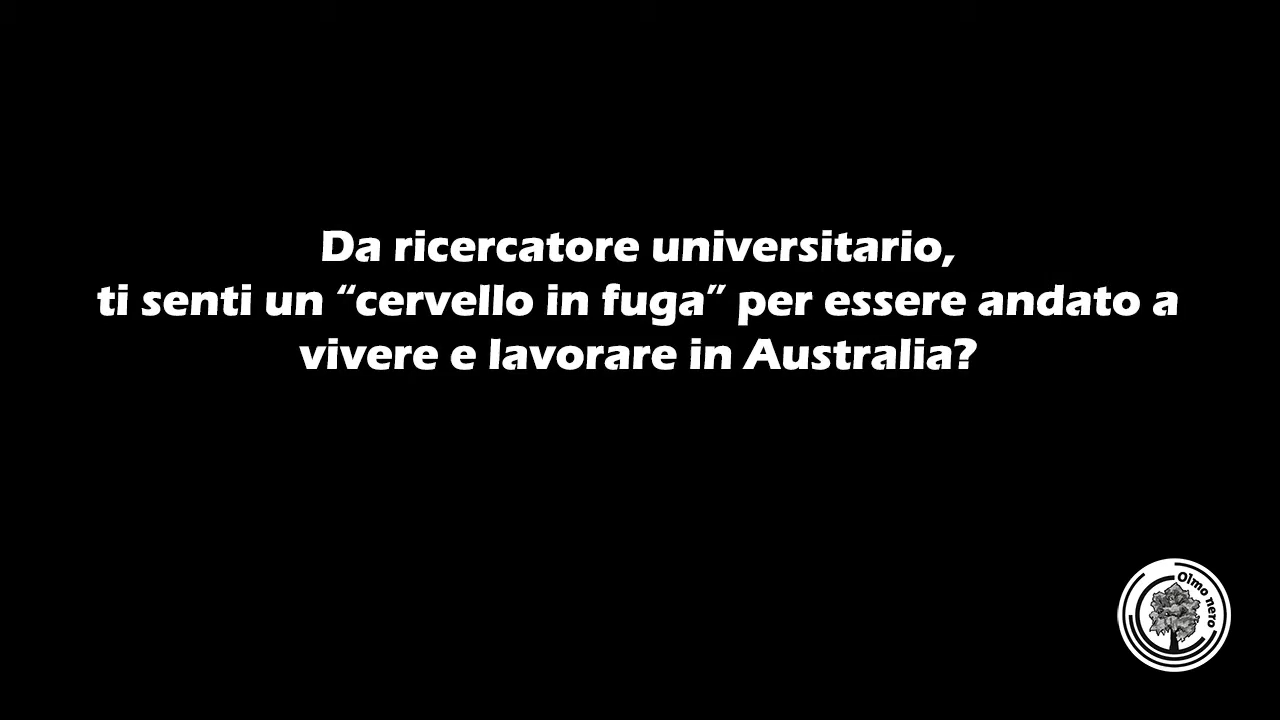 Da ricercatore universitario,
ti senti un “cervello in fuga” per essere andato a
vivere e lavorare in Australia?
Olmo nero